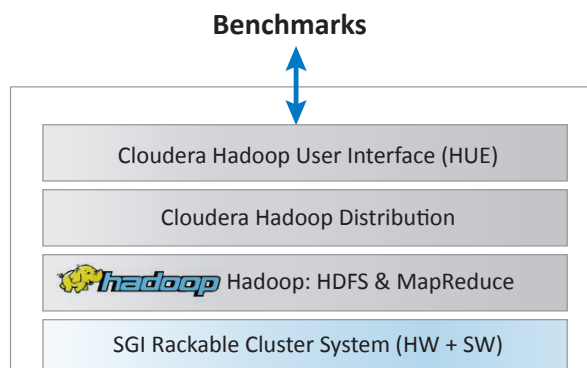 Benchmarks
Cloudera Hadoop User Interface (HUE)
Cloudera Hadoop Distribution
hadoop Hadoop: HDFS & MapReduce
SGI Rackable Cluster System (HW + SW)